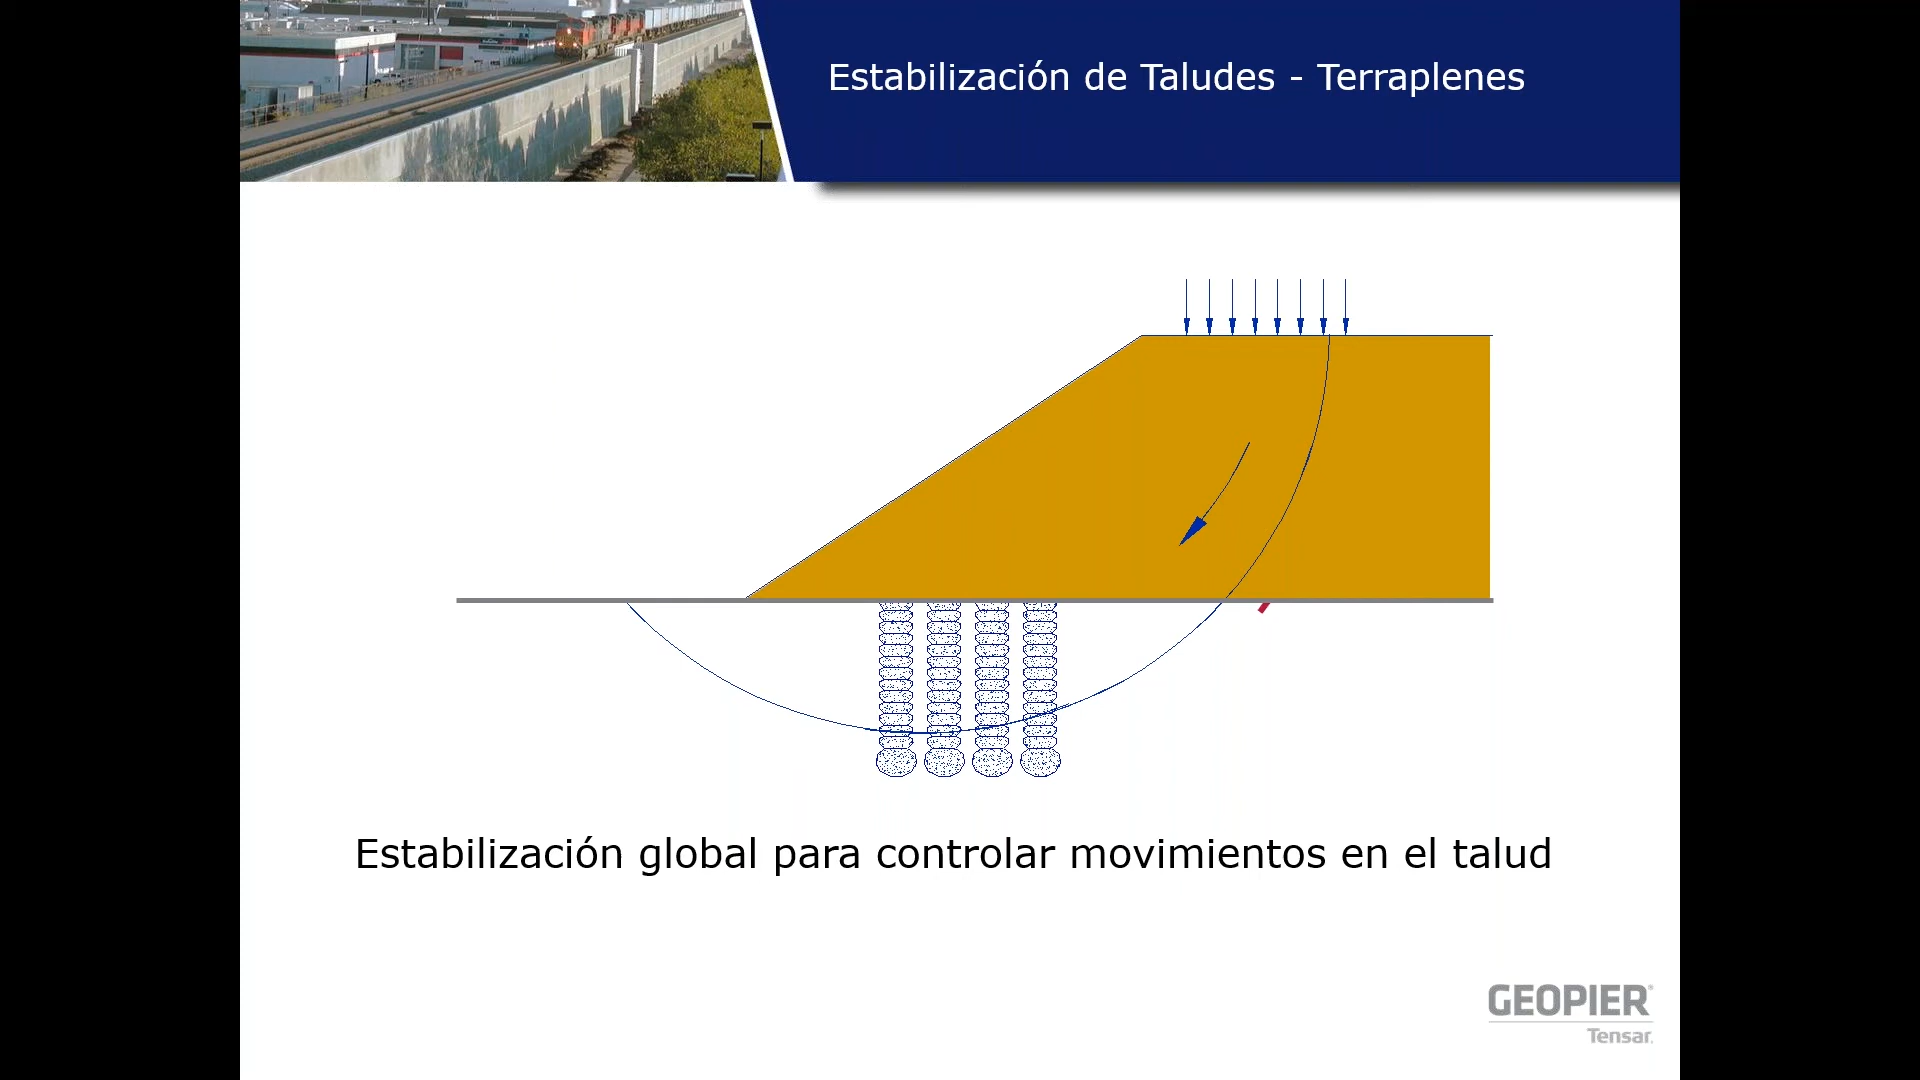 Estabilización de Taludes - Terraplenes
Estabilización global para controlar movimientos en el talud
GEOPIER®
Tensar.